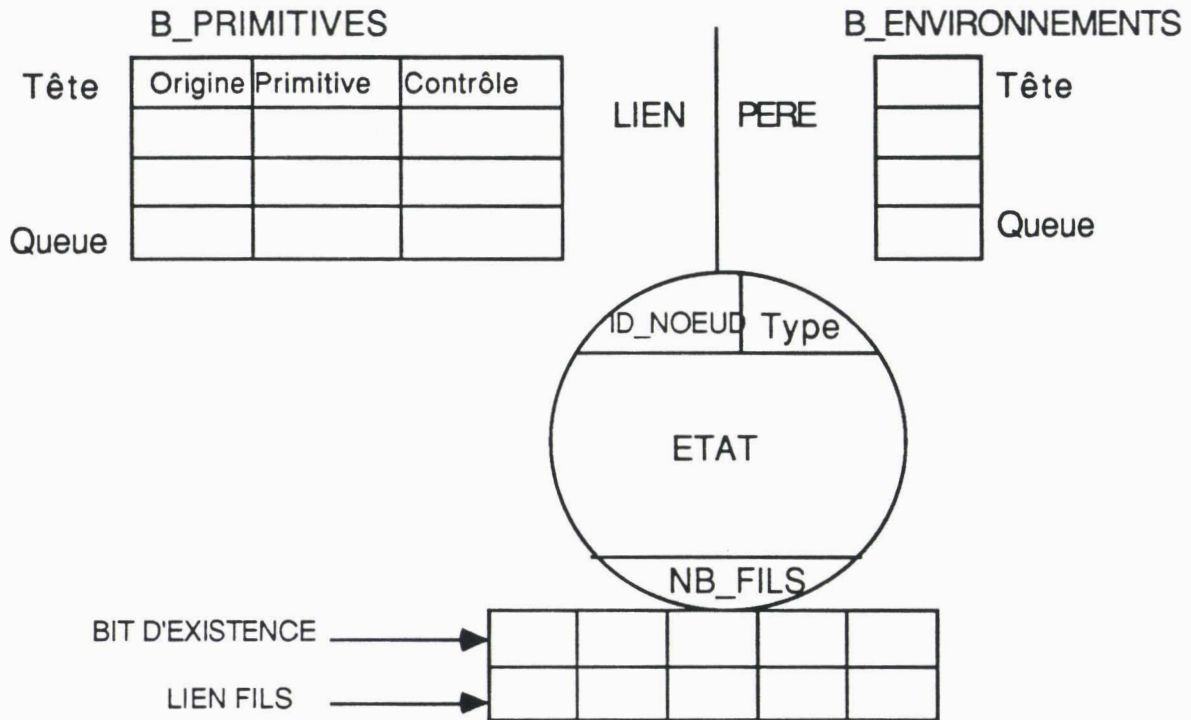 B_PRIMITIVES
B_ENVIRONNEMENTS
Tête
Origine Primitive Contrôle
LIEN PERE
Tête
Queue
Queue
ID_NOEUD Type
ETAT
NB_FILS
BIT D'EXISTENCE
LIEN FILS